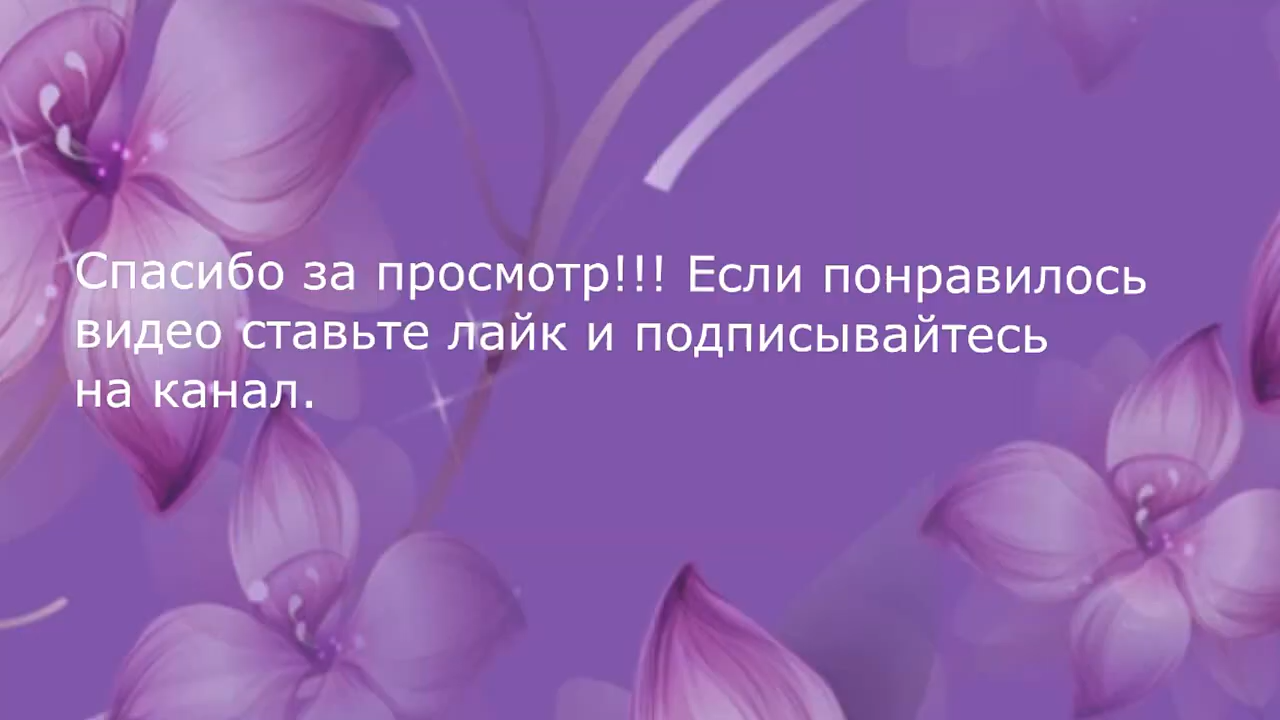 Спасибо за просмотр!!! Если понравилось
видео ставьте лайк и подписывайтесь
на канал.